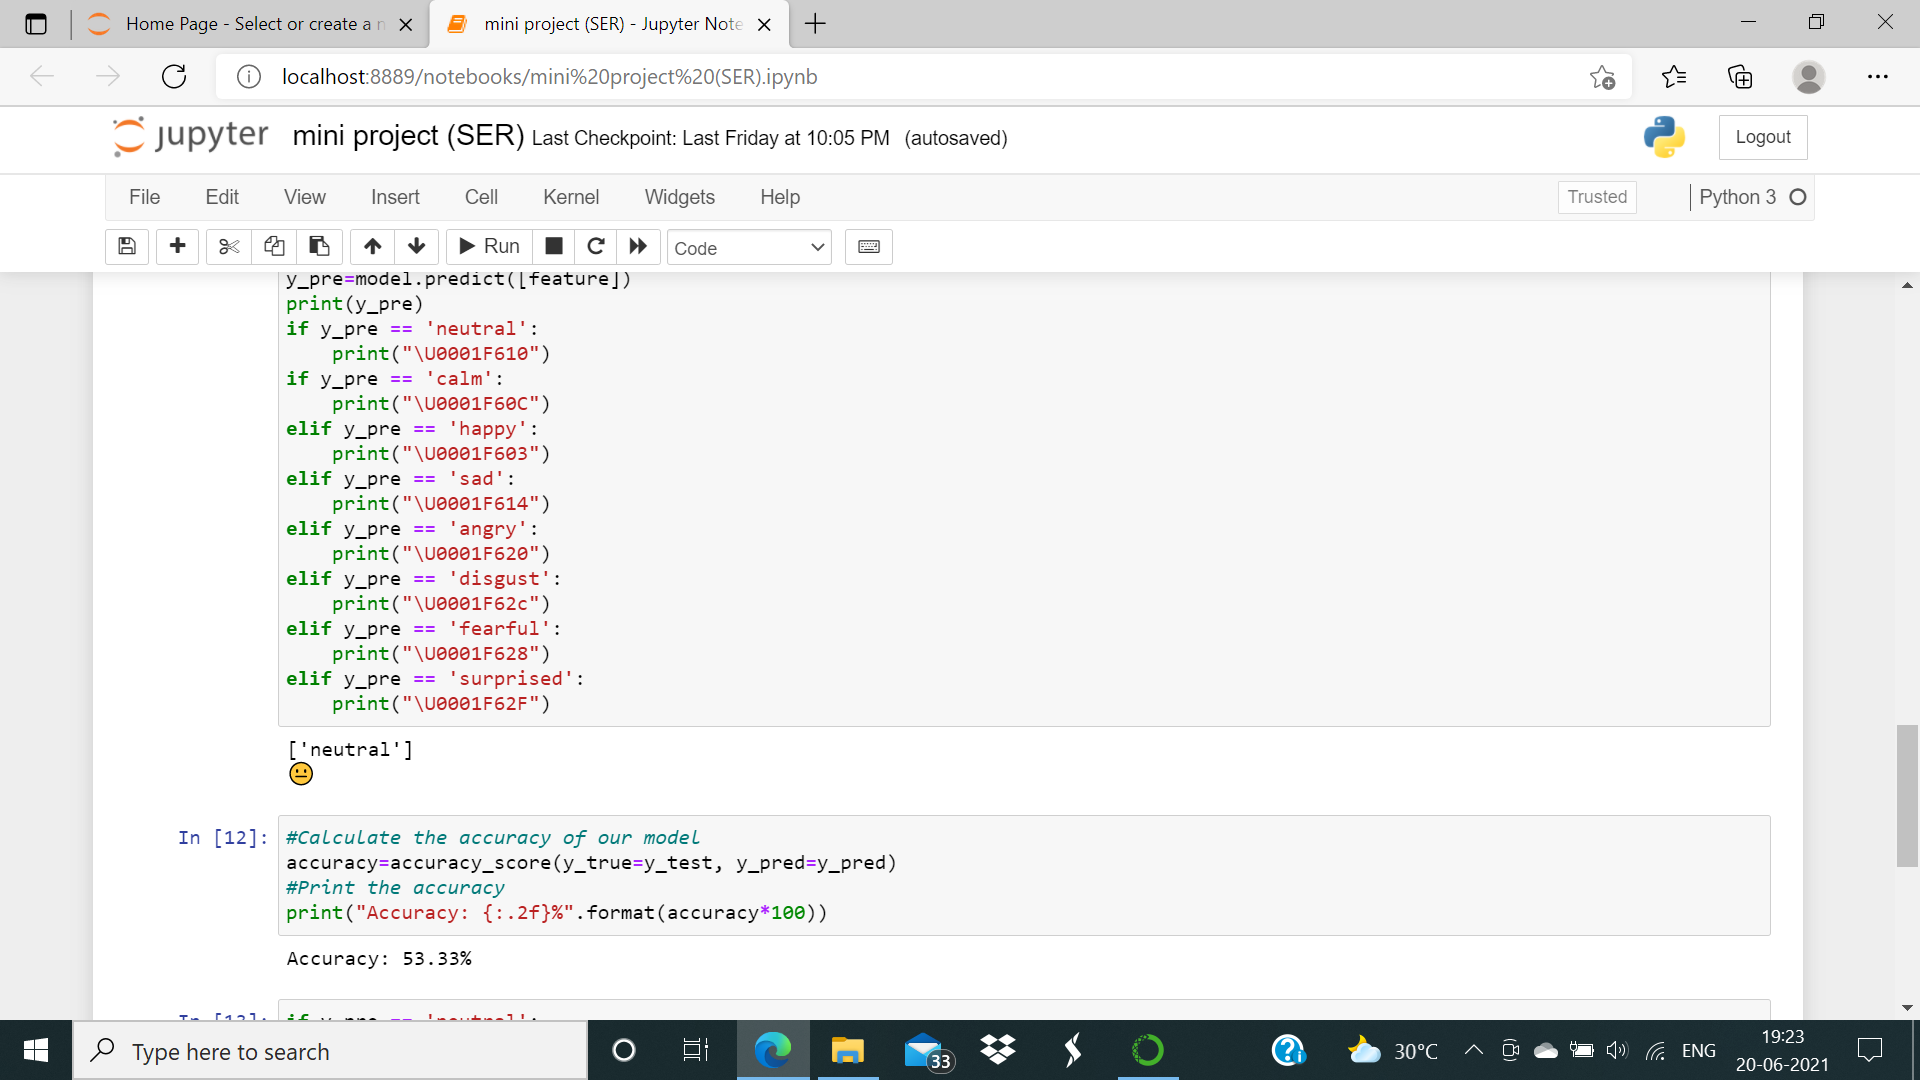 Home Page - Select or create a n
mini project (SER) - Jupyter Note
localhost:8889/notebooks/mini%20project%20(SER).ipynb
jupyter mini project (SER) Last Checkpoint: Last Friday at 10:05 PM (autosaved)
Logout
File Edit View Insert Cell Kernel Widgets Help
Trusted
Python 3
Run
Code
y_pre=model.predict([feature])
print(y_pre)
if y_pre == 'neutral':
    print("\U0001F610")
if y_pre == 'calm':
    print("\U0001F60C")
elif y_pre == 'happy':
    print("\U0001F603")
elif y_pre == 'sad':
    print("\U0001F614")
elif y_pre == 'angry':
    print("\U0001F620")
elif y_pre == 'disgust':
    print("\U0001F62c")
elif y_pre == 'fearful':
    print("\U0001F628")
elif y_pre == 'surprised':
    print("\U0001F62F")
['neutral']
😐
In [12]: #Calculate the accuracy of our model
accuracy=accuracy_score(y_true=y_test, y_pred=y_pred)
#Print the accuracy
print("Accuracy: {:.2f}%".format(accuracy*100))
Accuracy: 53.33%
In [13]: if y_pre == 'neutral':
Type here to search
33
30°C
ENG
19:23
20-06-2021